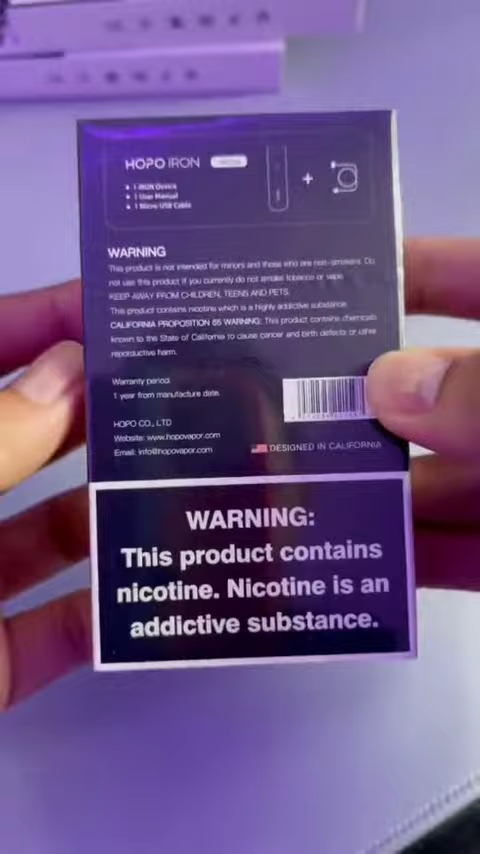 HOPO IRON
1 IRON Device
1 User Manual
1 Micro USB Cable
+
WARNING
This product is not intended for minors and those who are non-smokers. Do
not use this product if you currently do not smoke tobacco or vape.
KEEP AWAY FROM CHILDREN, TEENS AND PETS.
This product contains nicotine which is a highly addictive substance.
CALIFORNIA PROPOSITION 65 WARNING: This product contains chemicals
known to the State of California to cause cancer and birth defects or other
reproductive harm.
Warranty period:
1 year from manufacture date.
HOPO CO., LTD
Website: www.hopovapor.com
Email: info@hopovapor.com
DESIGNED IN CALIFORNIA
WARNING:
This product contains
nicotine. Nicotine is an
addictive substance.